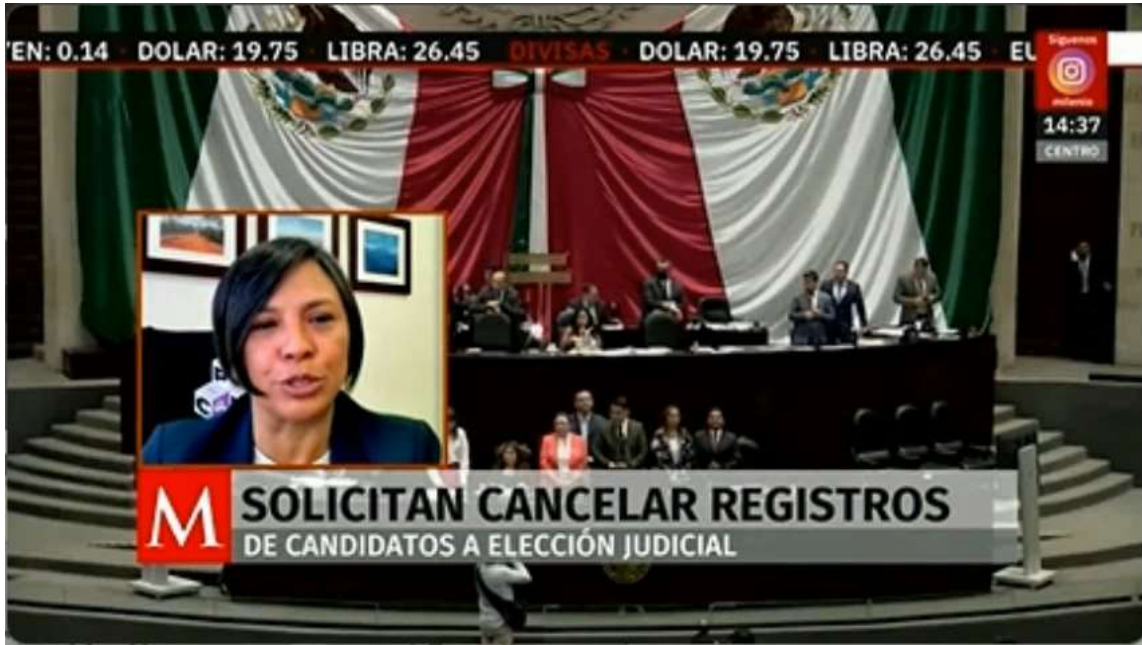 YEN: 0.14 DOLAR: 19.75 LIBRA: 26.45 DIVISAS DOLAR: 19.75 LIBRA: 26.45 EU
Síguenos
milenio
14:37
CENTRO
M SOLICITAN CANCELAR REGISTROS
DE CANDIDATOS A ELECCIÓN JUDICIAL